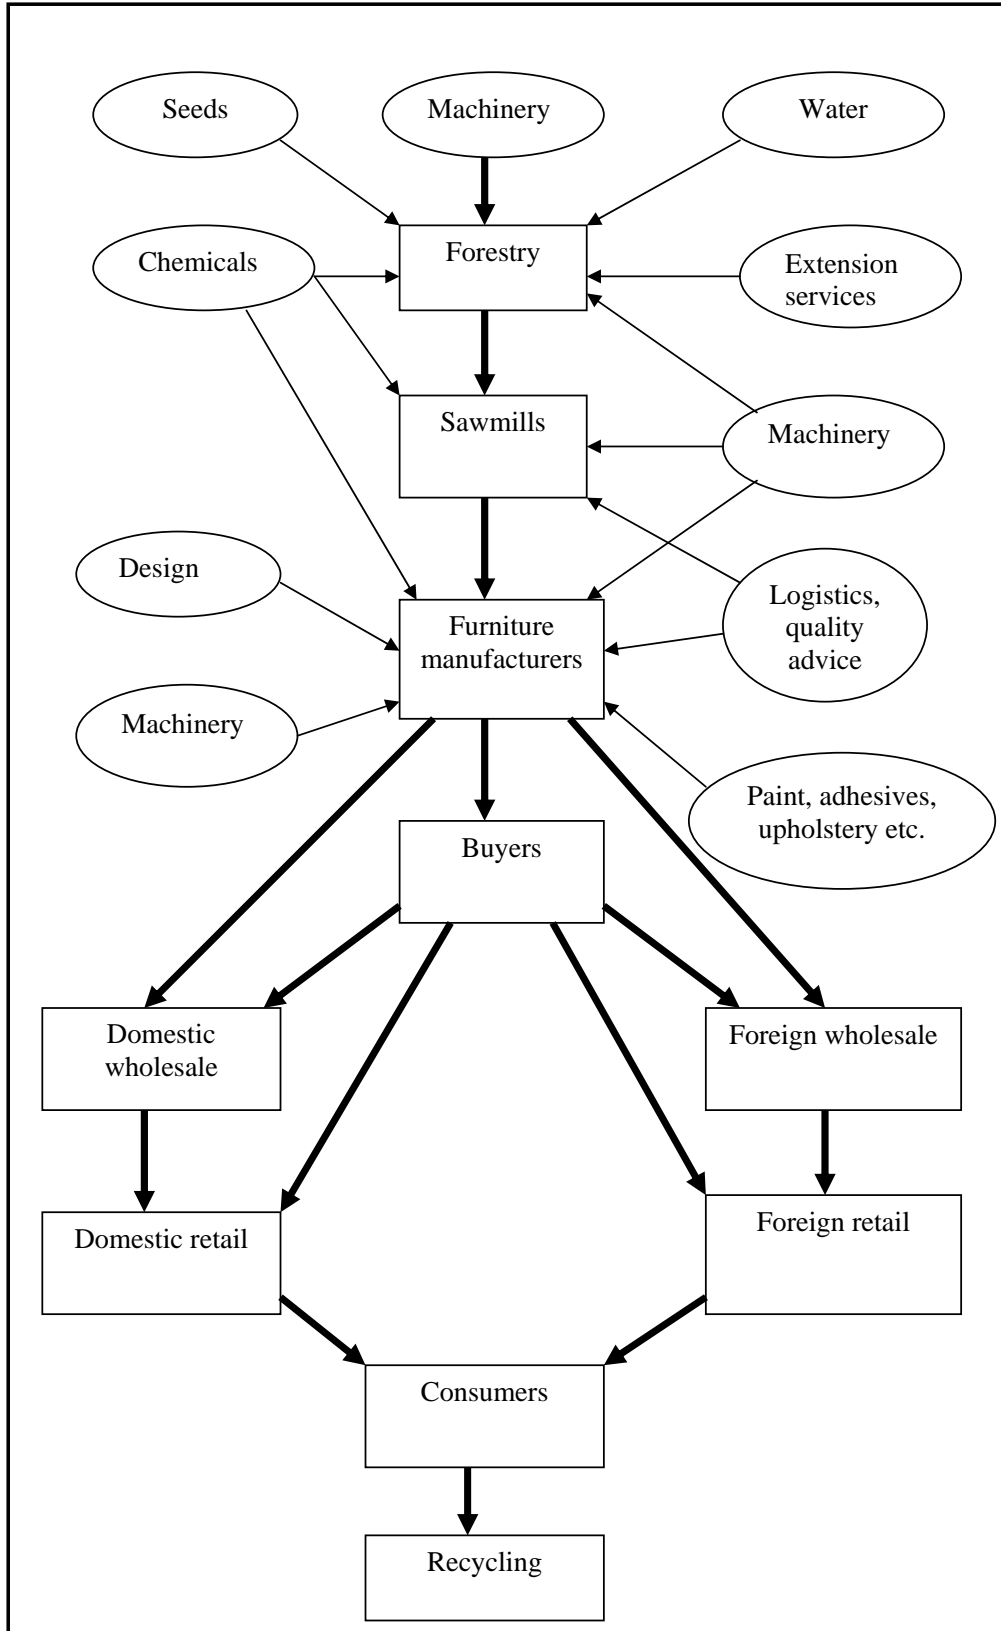 Seeds
Machinery
Water
Chemicals
Forestry
Extension
services
Sawmills
Machinery
Design
Furniture
manufacturers
Logistics,
quality
advice
Machinery
Paint, adhesives,
upholstery etc.
Buyers
Domestic
wholesale
Foreign wholesale
Domestic retail
Foreign retail
Consumers
Recycling